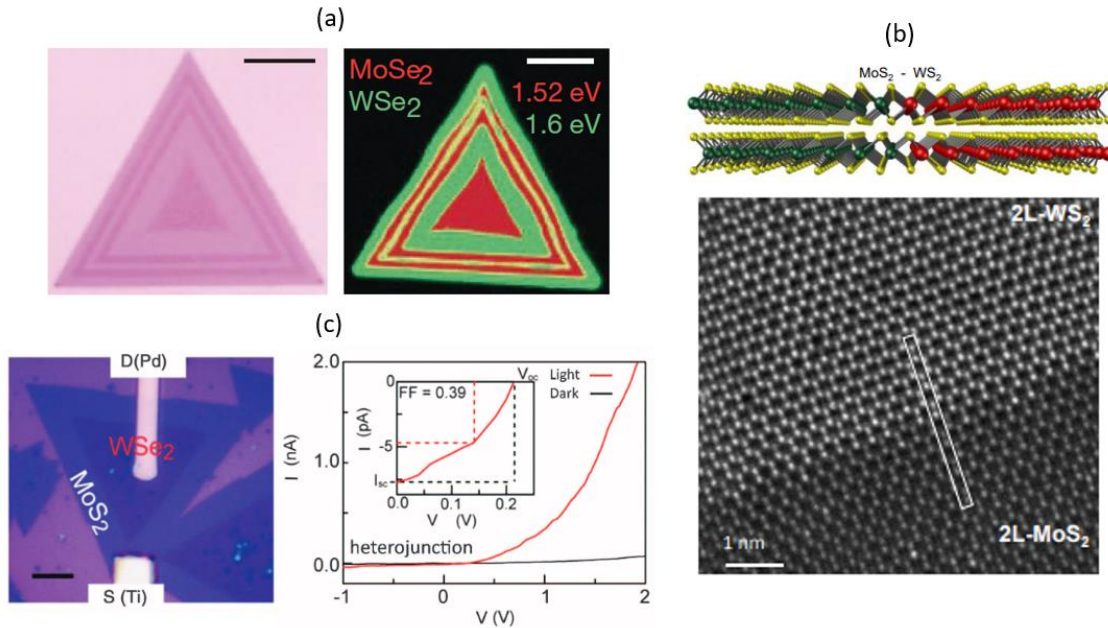 (a)
MoSe₂
WSe₂
1.52 eV
1.6 eV
(b)
MoS₂ - WS₂
2L-WS₂
1 nm
2L-MoS₂
(c)
D(Pd)
WSe₂
MoS₂
S (Ti)
2.0
1.0
0.0
I (nA)
-1
0
1
2
V (V)
heterojunction
Light
Dark
FF = 0.39
V_oc
0
-5
I_sc
I (pA)
0.0
0.1
0.2
V (V)